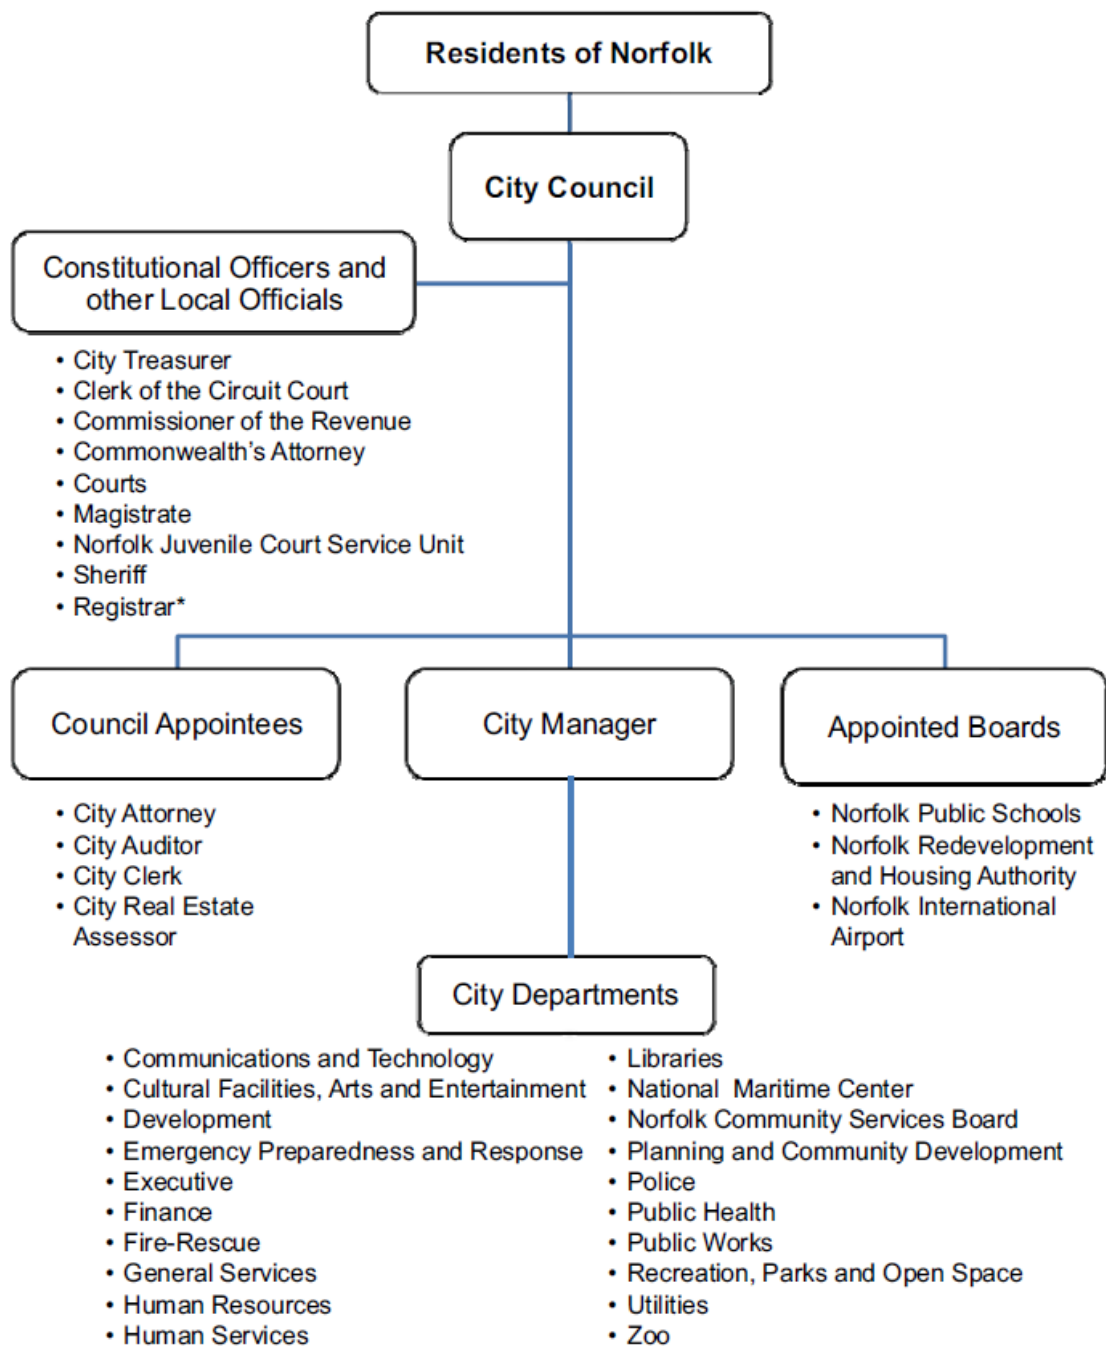 Residents of Norfolk
City Council
Constitutional Officers and
other Local Officials
• City Treasurer
• Clerk of the Circuit Court
• Commissioner of the Revenue
• Commonwealth's Attorney
• Courts
• Magistrate
• Norfolk Juvenile Court Service Unit
• Sheriff
• Registrar*
Council Appointees
• City Attorney
• City Auditor
• City Clerk
• City Real Estate
Assessor
City Manager
Appointed Boards
• Norfolk Public Schools
• Norfolk Redevelopment
and Housing Authority
• Norfolk International
Airport
City Departments
• Communications and Technology
• Cultural Facilities, Arts and Entertainment
• Development
• Emergency Preparedness and Response
• Executive
• Finance
• Fire-Rescue
• General Services
• Human Resources
• Human Services
• Libraries
• National Maritime Center
• Norfolk Community Services Board
• Planning and Community Development
• Police
• Public Health
• Public Works
• Recreation, Parks and Open Space
• Utilities
• Zoo